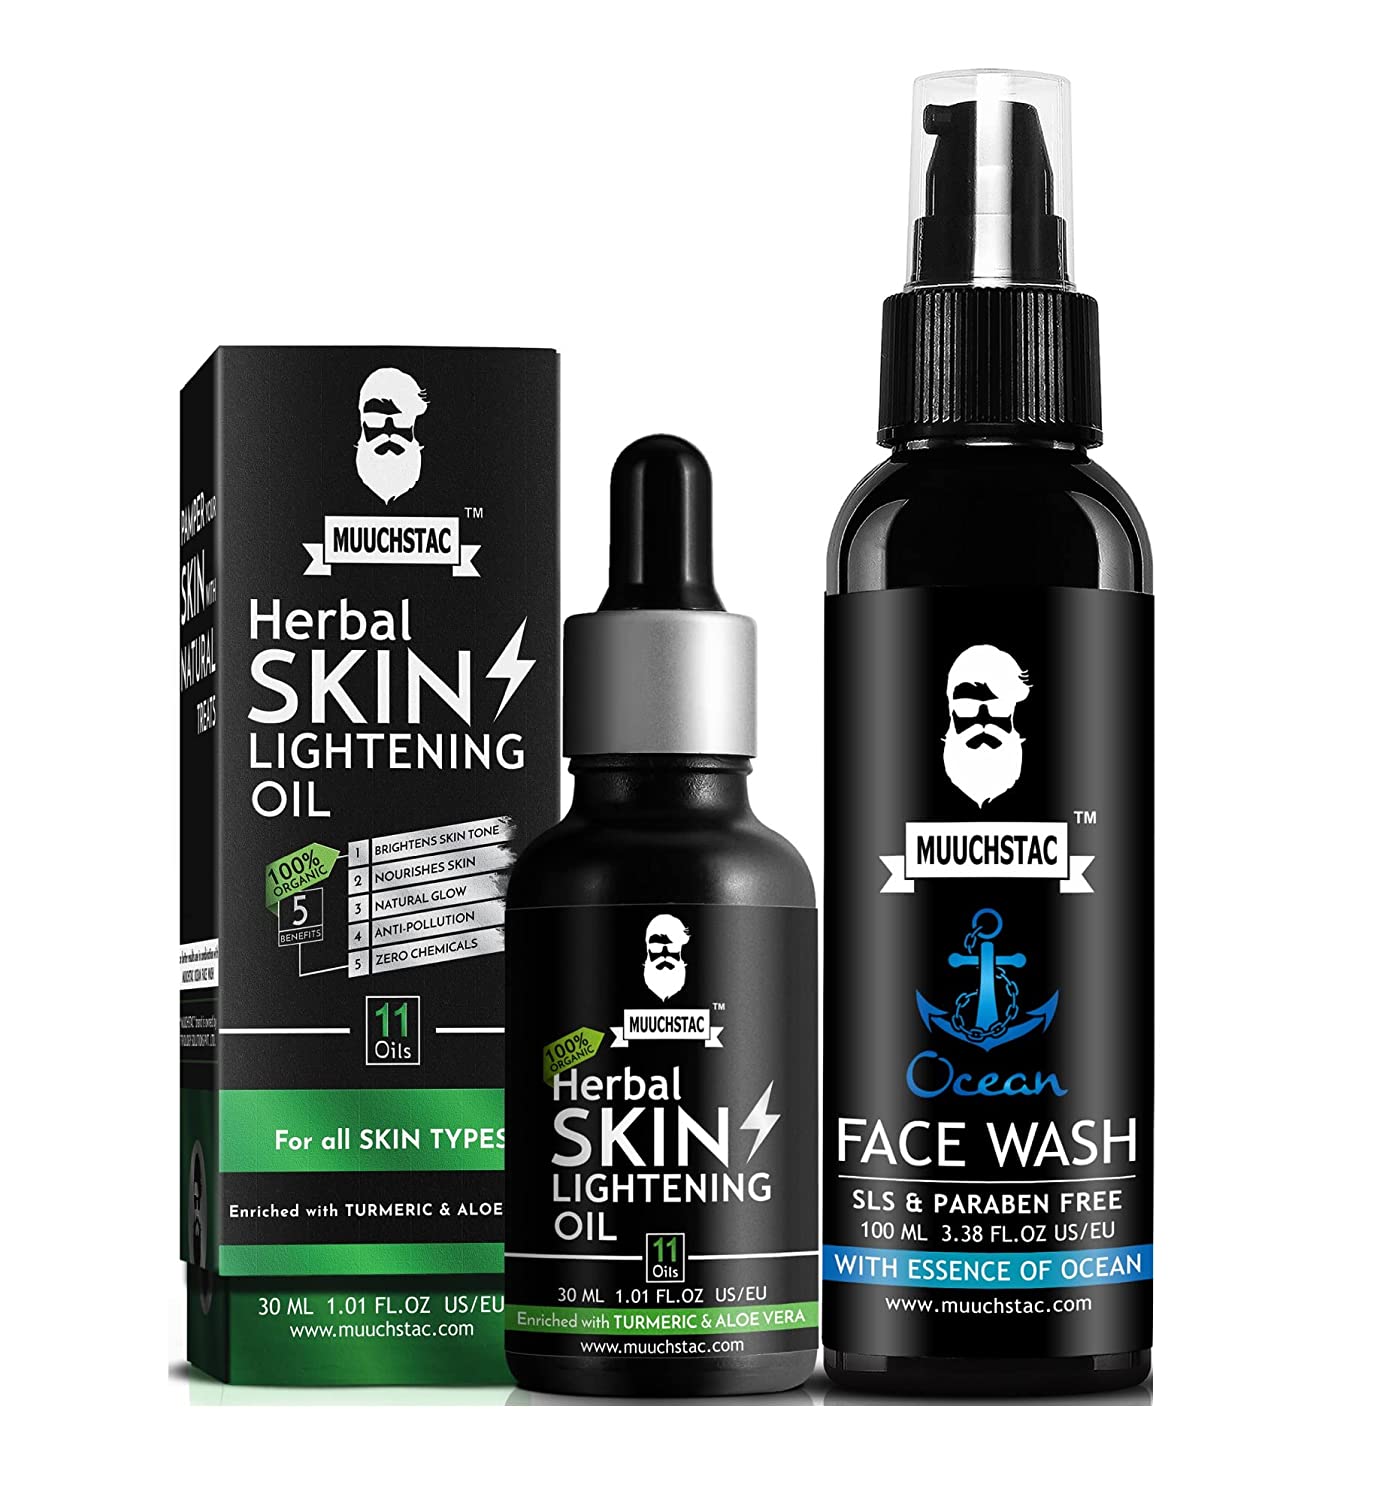 PAMPER YOUR
SKIN WITH
NATURAL
TREATS
MUUCHSTAC
TM
Herbal
SKIN
LIGHTENING
OIL
100%
ORGANIC
5
BENEFITS
1 BRIGHTENS SKIN TONE
2 NOURISHES SKIN
3 NATURAL GLOW
4 ANTI-POLLUTION
5 ZERO CHEMICALS
11
Oils
For all SKIN TYPES
Enriched with TURMERIC & ALOE
30 ML 1.01 FL.OZ US/EU
www.muuchstac.com
MUUCHSTAC
TM
100%
ORGANIC
Herbal
SKIN
LIGHTENING
OIL
11
Oils
30 ML 1.01 FL.OZ US/EU
Enriched with TURMERIC & ALOE VERA
www.muuchstac.com
MUUCHSTAC
TM
Ocean
FACE WASH
SLS & PARABEN FREE
100 ML 3.38 FL.OZ US/EU
WITH ESSENCE OF OCEAN
www.muuchstac.com